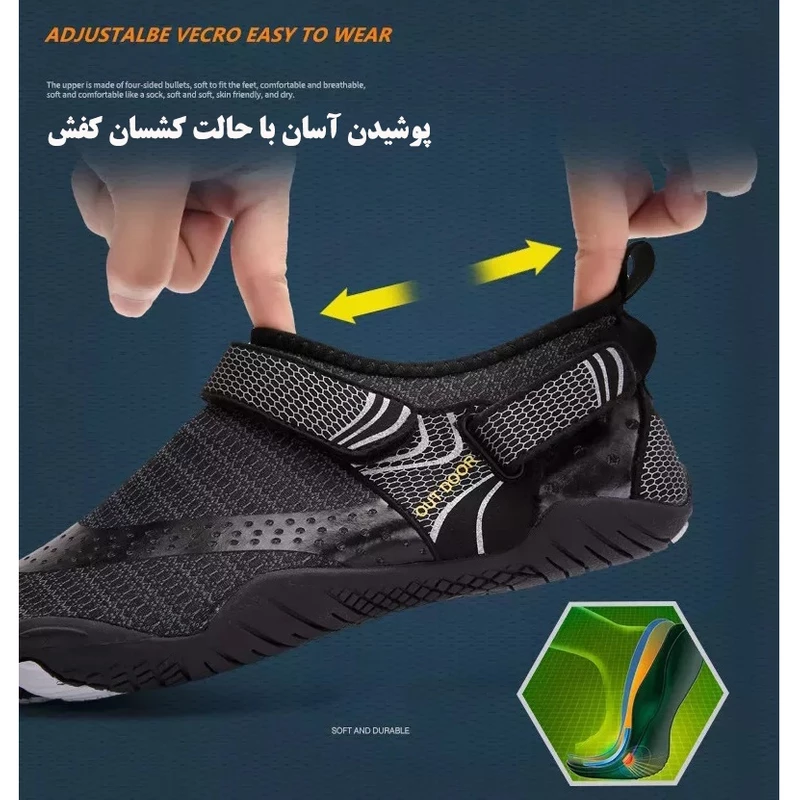 ADJUSTALBE VECRO EASY TO WEAR
The upper is made of four-sided bullets, soft to fit the feet, comfortable and breathable,
soft and comfortable like a sock, soft and soft, skin friendly, and dry.
پوشیدن آسان با حالت کشسان کفش
OUT DOOR
SOFT AND DURABLE